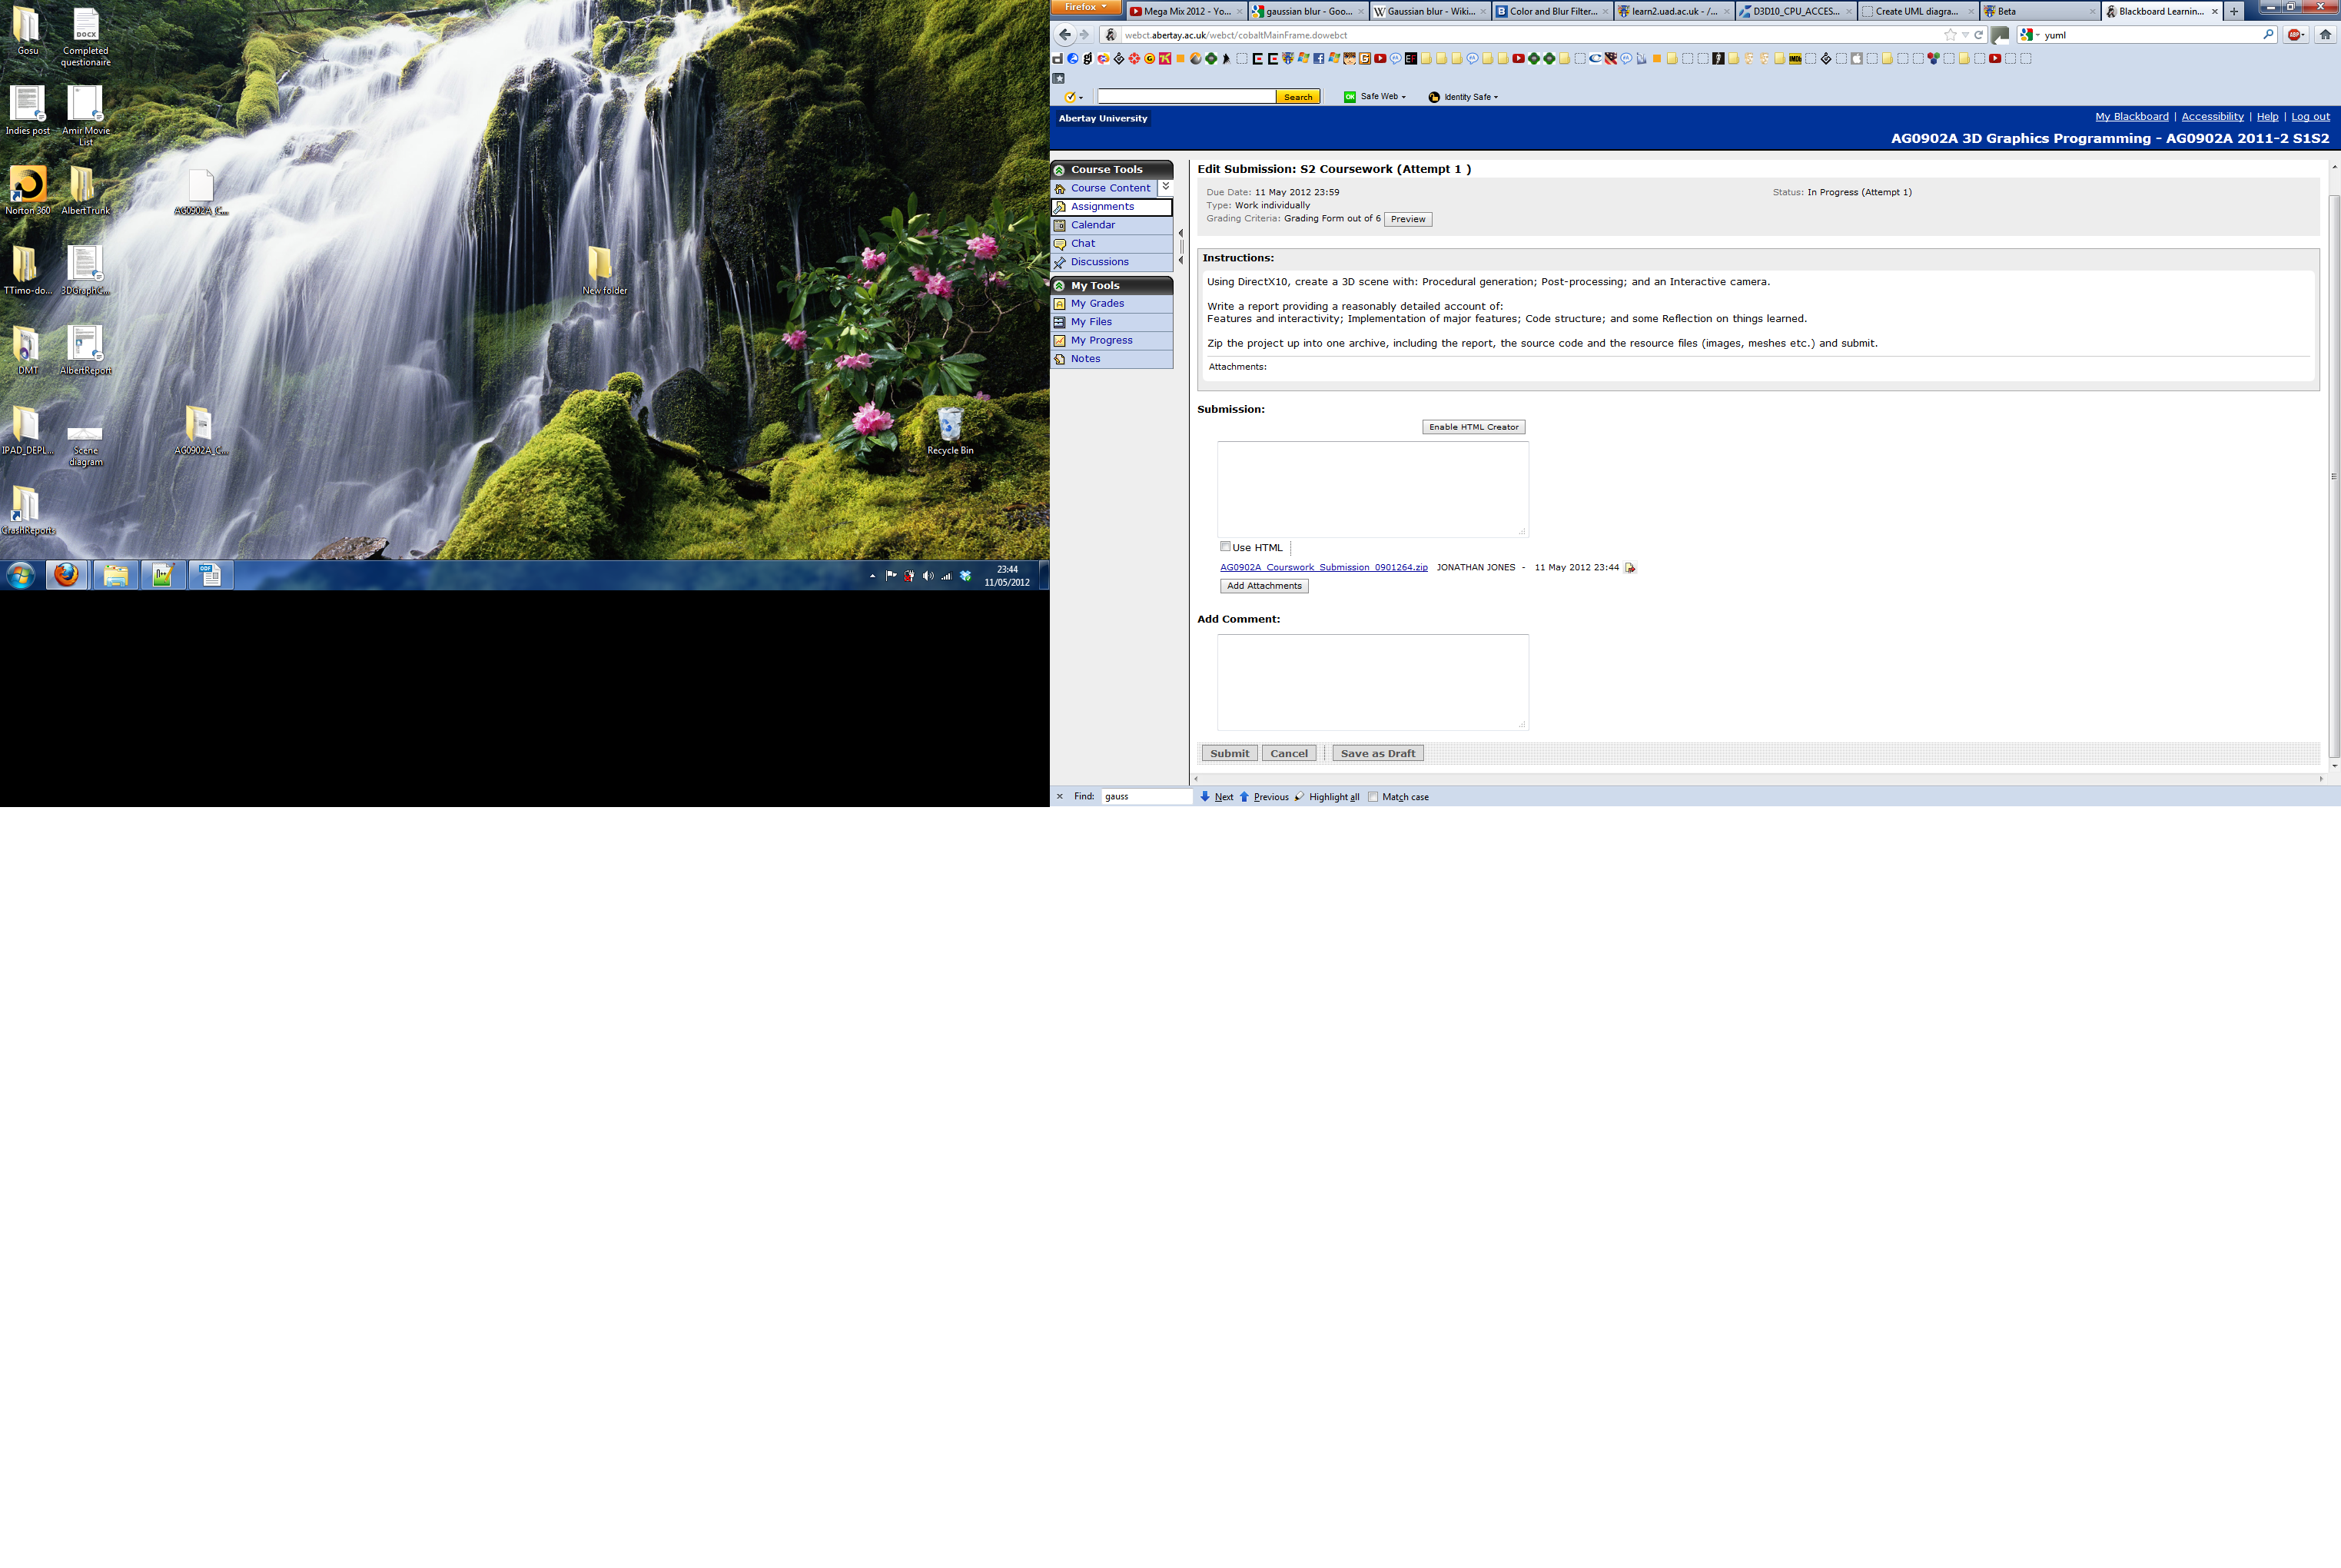 Gosu
Completed
questionaire
Indies post
Amir Movie
List
Norton 360
AlbertTrunk
AG0902A_C...
TTimo-do...
3DGraphC...
New folder
DMT
AlbertReport
IPAD_DEPL...
Scene
diagram
AG0902A_C...
Recycle Bin
CrashReports
23:44
11/05/2012
Firefox
Mega Mix 2012 - Yo...
gaussian blur - Goo...
Gaussian blur - Wiki...
Color and Blur Filter...
learn2.uad.ac.uk - /...
D3D10_CPU_ACCES...
Create UML diagra...
Beta
Blackboard Learnin...
webct.abertay.ac.uk/webct/cobaltMainFrame.dowebct
yuml
Search
OK Safe Web
Identity Safe
Abertay University
My Blackboard | Accessibility | Help | Log out
AG0902A 3D Graphics Programming - AG0902A 2011-2 S1S2
Course Tools
Course Content
Assignments
Calendar
Chat
Discussions
My Tools
My Grades
My Files
My Progress
Notes
Edit Submission: S2 Coursework (Attempt 1 )
Due Date: 11 May 2012 23:59
Status: In Progress (Attempt 1)
Type: Work individually
Grading Criteria: Grading Form out of 6 Preview
Instructions:
Using DirectX10, create a 3D scene with: Procedural generation; Post-processing; and an Interactive camera.
Write a report providing a reasonably detailed account of:
Features and interactivity; Implementation of major features; Code structure; and some Reflection on things learned.
Zip the project up into one archive, including the report, the source code and the resource files (images, meshes etc.) and submit.
Attachments:
Submission:
Enable HTML Creator
Use HTML
AG0902A_Courswork_Submission_0901264.zip JONATHAN JONES - 11 May 2012 23:44
Add Attachments
Add Comment:
Submit Cancel Save as Draft
Find: gauss Next Previous Highlight all Match case